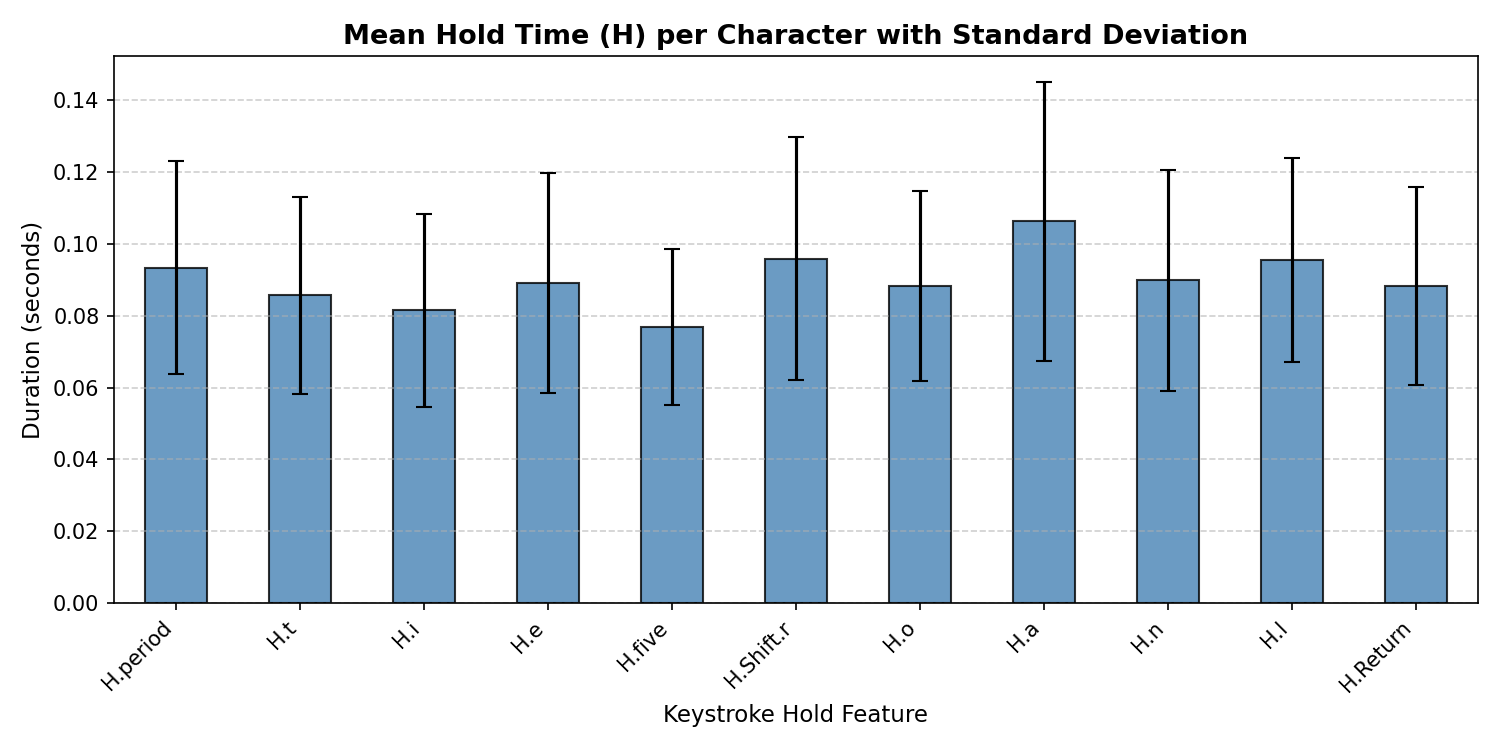 Mean Hold Time (H) per Character with Standard Deviation
Duration (seconds)
0.14
0.12
0.10
0.08
0.06
0.04
0.02
0.00
H.period
H.t
H.i
H.e
H.five
H.Shift.r
H.o
H.a
H.n
H.l
H.Return
Keystroke Hold Feature